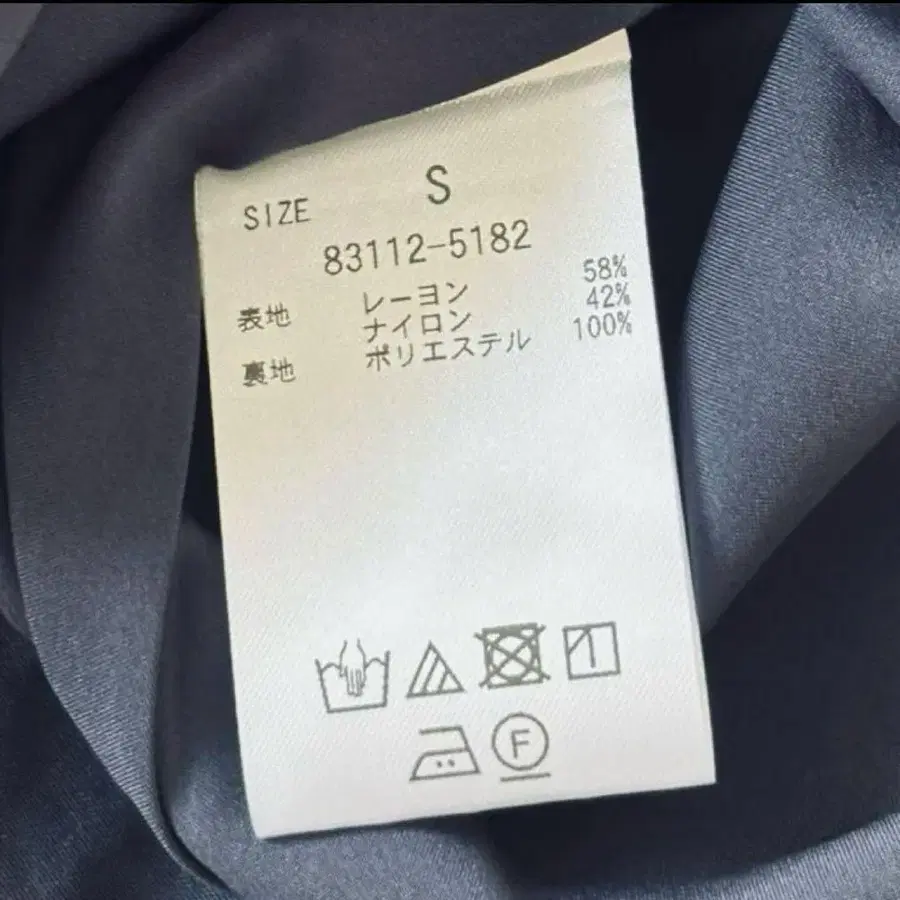 SIZE S
83112-5182
表地 レーヨン 58%
ナイロン 42%
裏地 ポリエステル 100%
F